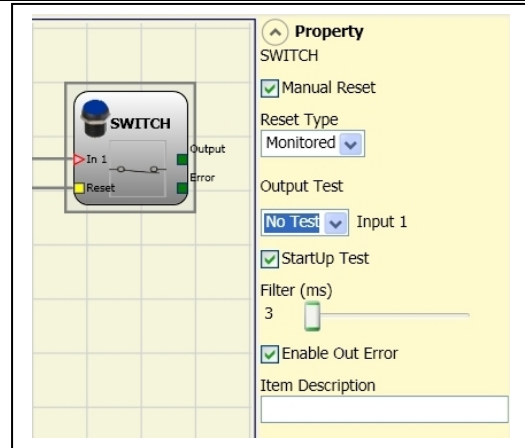 SWITCH
In 1
Reset
Output
Error
Property
SWITCH
Manual Reset
Reset Type
Monitored
Output Test
No Test Input 1
StartUp Test
Filter (ms)
3
Enable Out Error
Item Description